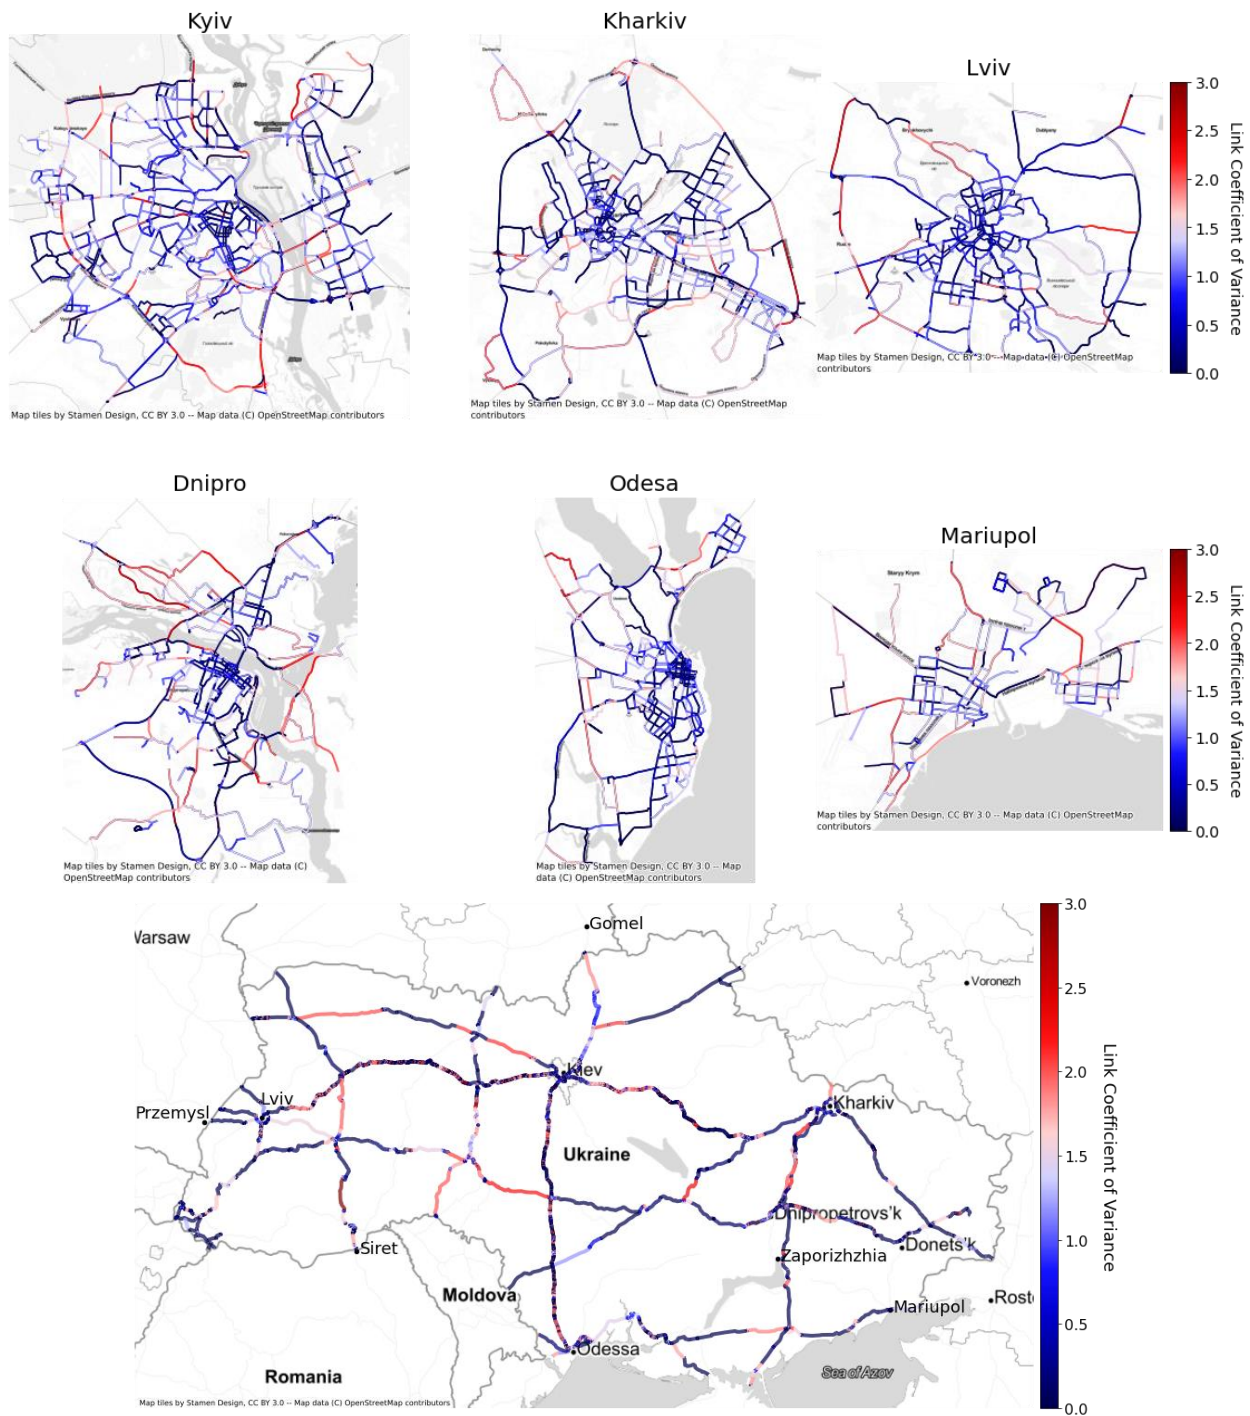 Kyiv
Kharkiv
Lviv
3.0
2.5
2.0
1.5
1.0
0.5
0.0
Link Coefficient of Variance
Map tiles by Stamen Design, CC BY 3.0 -- Map data (C) OpenStreetMap contributors
Map tiles by Stamen Design, CC BY 3.0 -- Map data (C) OpenStreetMap
contributors
Map tiles by Stamen Design, CC BY 3.0 -- Map data (C) OpenStreetMap
contributors
Dubliany
Dnipro
Odesa
Mariupol
Staryy Krym
3.0
2.5
2.0
1.5
1.0
0.5
0.0
Link Coefficient of Variance
Map tiles by Stamen Design, CC BY 3.0 -- Map data (C)
OpenStreetMap contributors
Map tiles by Stamen Design, CC BY 3.0 -- Map
data (C) OpenStreetMap contributors
Map tiles by Stamen Design, CC BY 3.0 -- Map data (C) OpenStreetMap
contributors
Warsaw
Gomel
Voronezh
Kiev
Lviv
Przemysl
Kharkiv
Ukraine
Dnipropetrovs'k
Donets'k
Siret
Zaporizhzhia
Moldova
Mariupol
Rost
Odessa
Sea of Azov
Romania
Map tiles by Stamen Design, CC BY 3.0 -- Map data (C) OpenStreetMap contributors
3.0
2.5
2.0
1.5
1.0
0.5
0.0
Link Coefficient of Variance